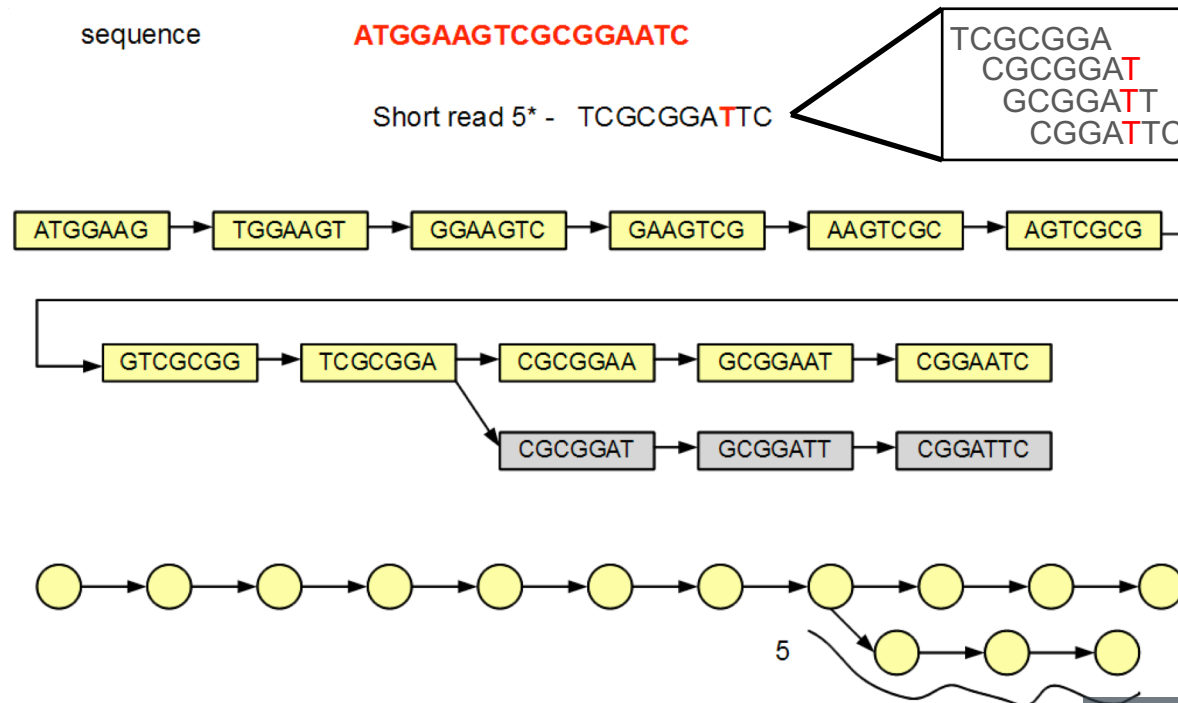 sequence ATGGAAGTCGCGGAATC
TCGCGGA
CGCGGAT
GCGGATT
CGGATTC
Short read 5* - TCGCGGATTC
ATGGAAG TGGAAGT GGAAGTC GAAGTCG AAGTCGC AGTCGCG
GTCGCGG TCGCGGA CGCGGAA GCGGAAT CGGAATC
CGCGGAT GCGGATT CGGATTC
5